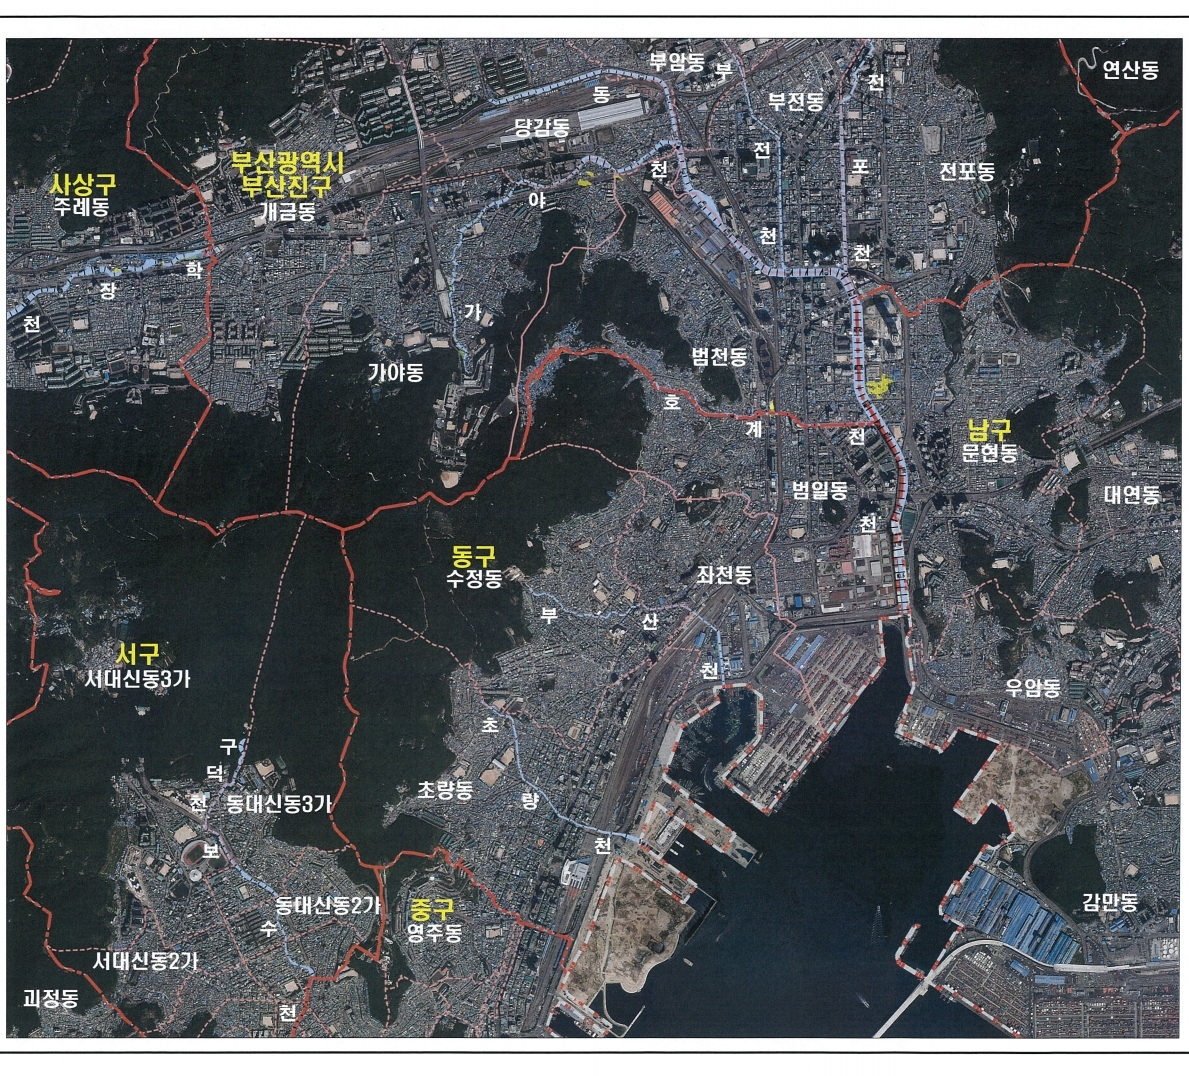 부암동
부
연산동
전
동
부전동
당감동
부산광역시
부산진구
개금동
사상구
주례동
전
포
전포동
천
야
천
천
학
장
천
가
범천동
가야동
호
계
천
남구
문현동
범일동
대연동
천
동구
수정동
좌천동
부
산
천
서구
서대신동3가
우암동
초
구
덕
천
동대신동3가
초량동
량
천
보
동대신동2가
수
중구
영주동
감만동
서대신동2가
괴정동
천